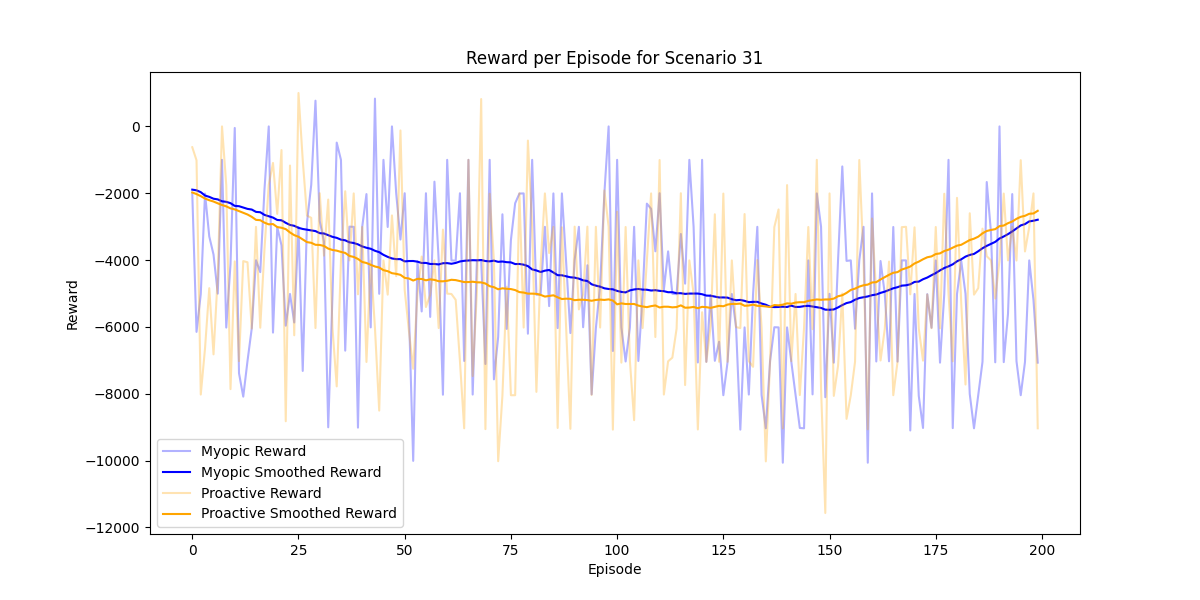 Reward per Episode for Scenario 31
0
−2000
−4000
−6000
−8000
−10000
−12000
Reward
Myopic Reward
Myopic Smoothed Reward
Proactive Reward
Proactive Smoothed Reward
0 25 50 75 100 125 150 175 200
Episode